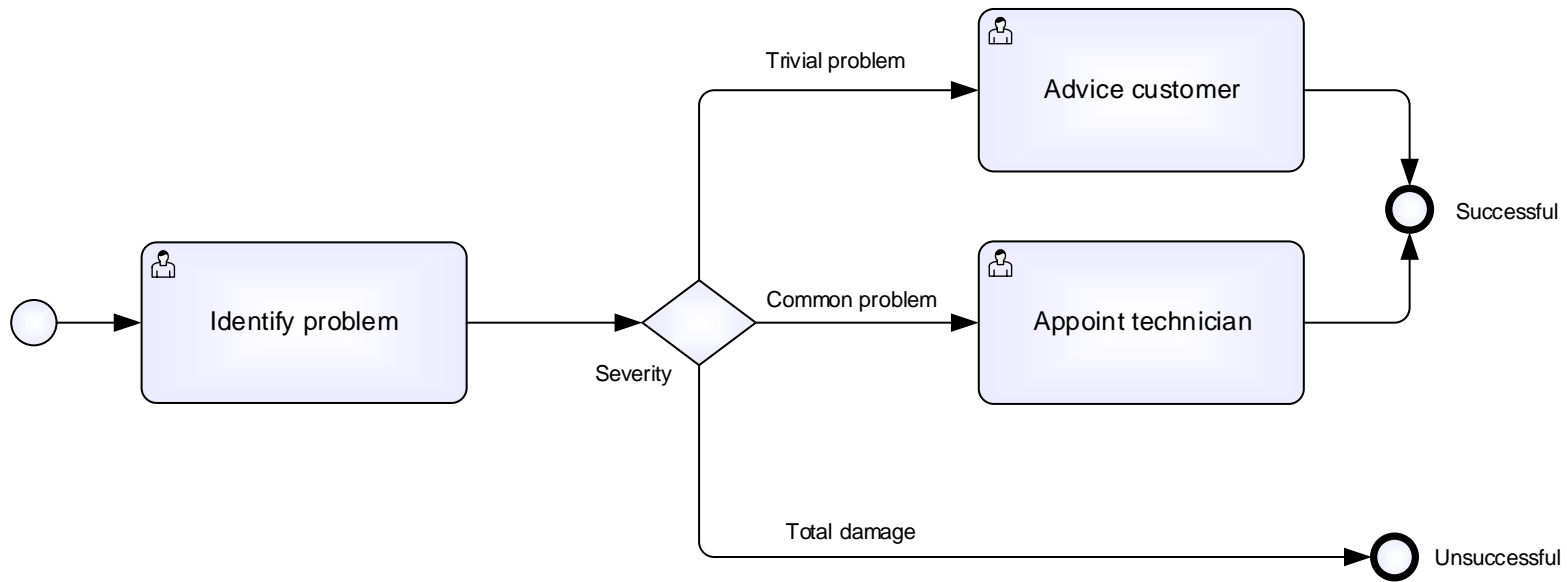 Trivial problem
Advice customer
Successful
Identify problem
Severity
Common problem
Appoint technician
Total damage
Unsuccessful